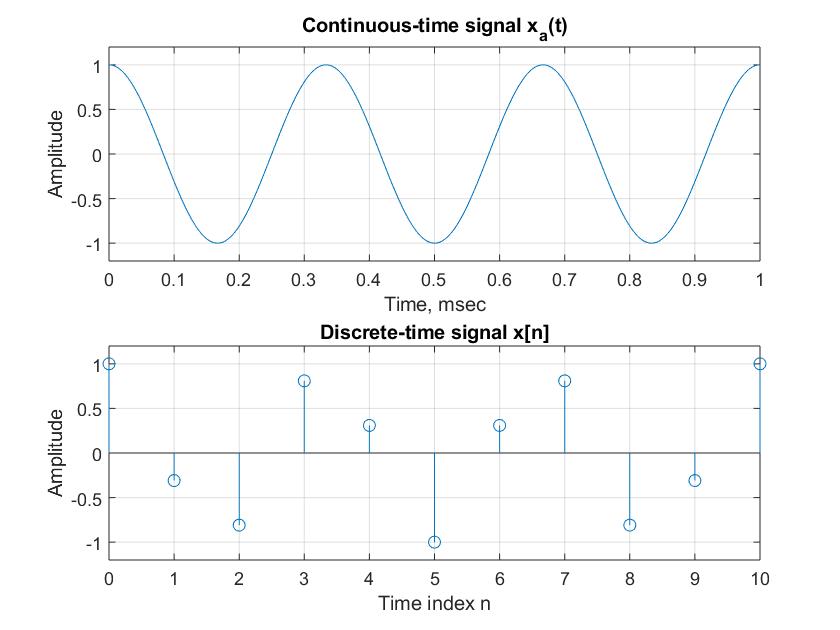 Continuous-time signal xa(t)
1
0.5
0
-0.5
-1
Amplitude
0 0.1 0.2 0.3 0.4 0.5 0.6 0.7 0.8 0.9 1
Time, msec
Discrete-time signal x[n]
1
0.5
0
-0.5
-1
Amplitude
0 1 2 3 4 5 6 7 8 9 10
Time index n